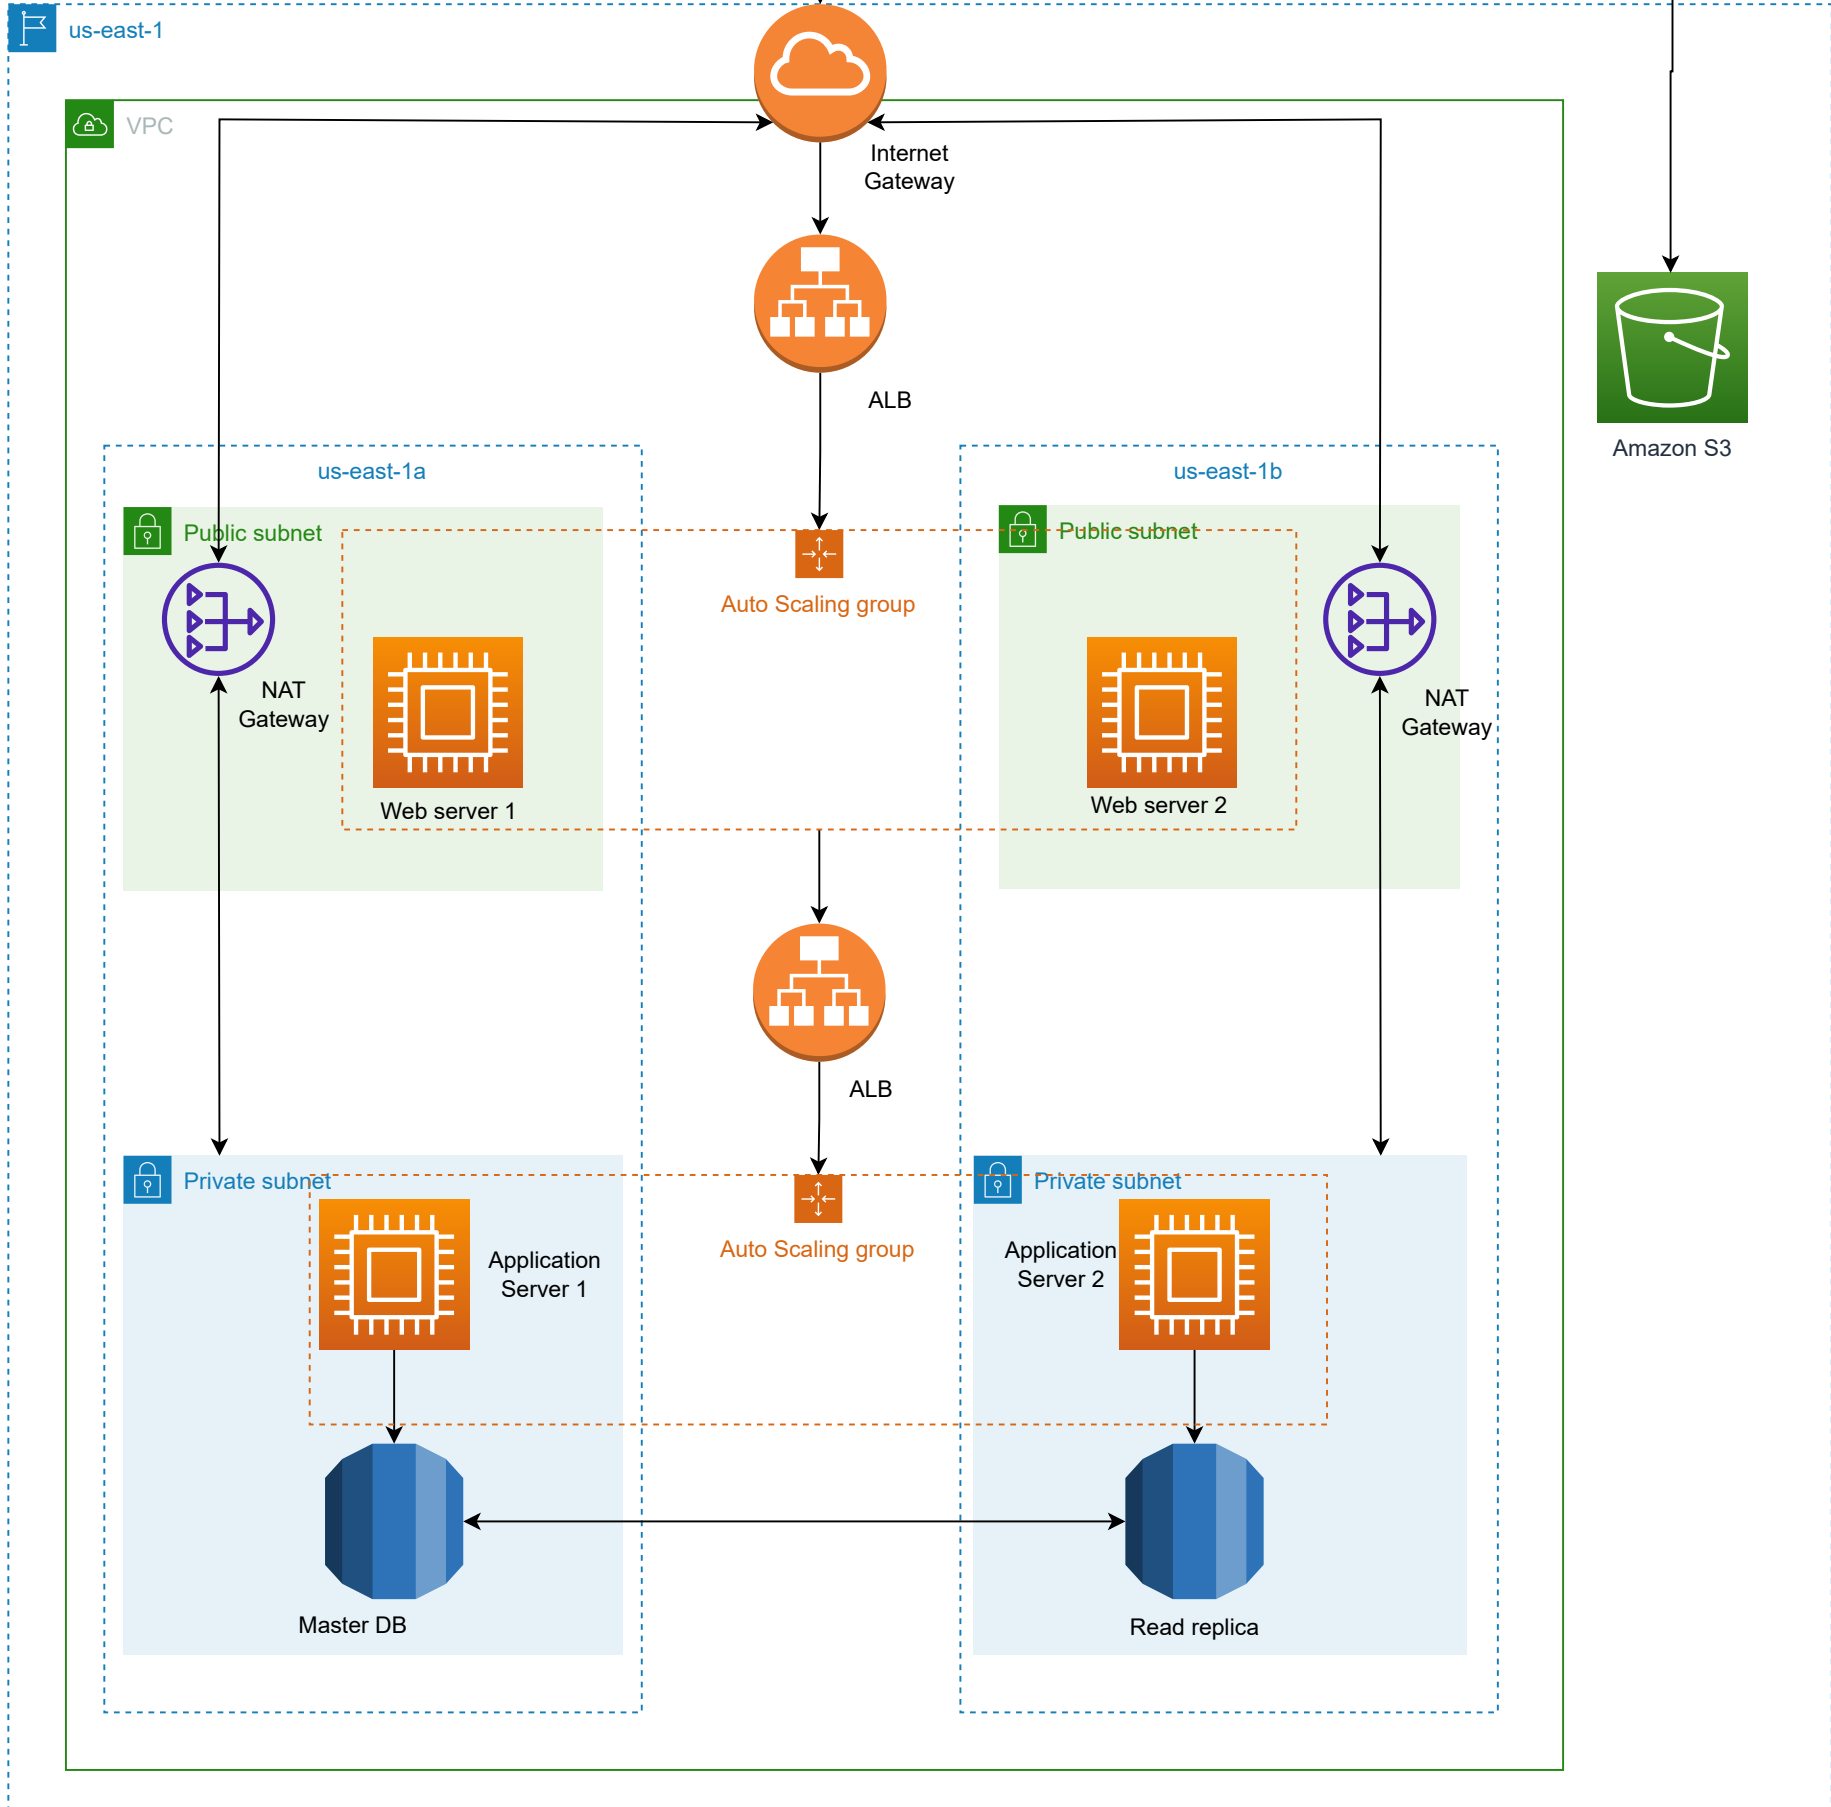 us-east-1
VPC
Internet
Gateway
ALB
Amazon S3
us-east-1a
us-east-1b
Public subnet
Public subnet
Auto Scaling group
NAT
Gateway
NAT
Gateway
Web server 1
Web server 2
ALB
Private subnet
Private subnet
Auto Scaling group
Application
Server 1
Application
Server 2
Master DB
Read replica